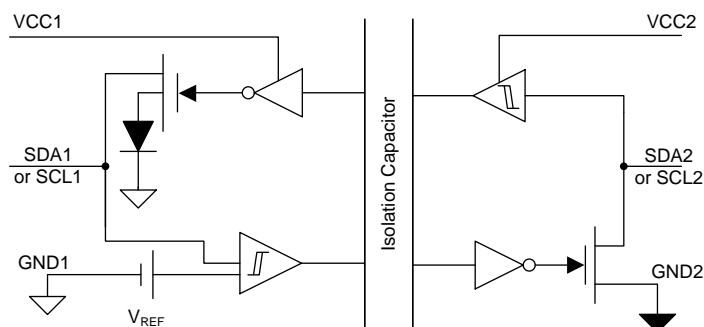 VCC1
VCC2
SDA1
or SCL1
Isolation Capacitor
SDA2
or SCL2
GND1
GND2
VREF